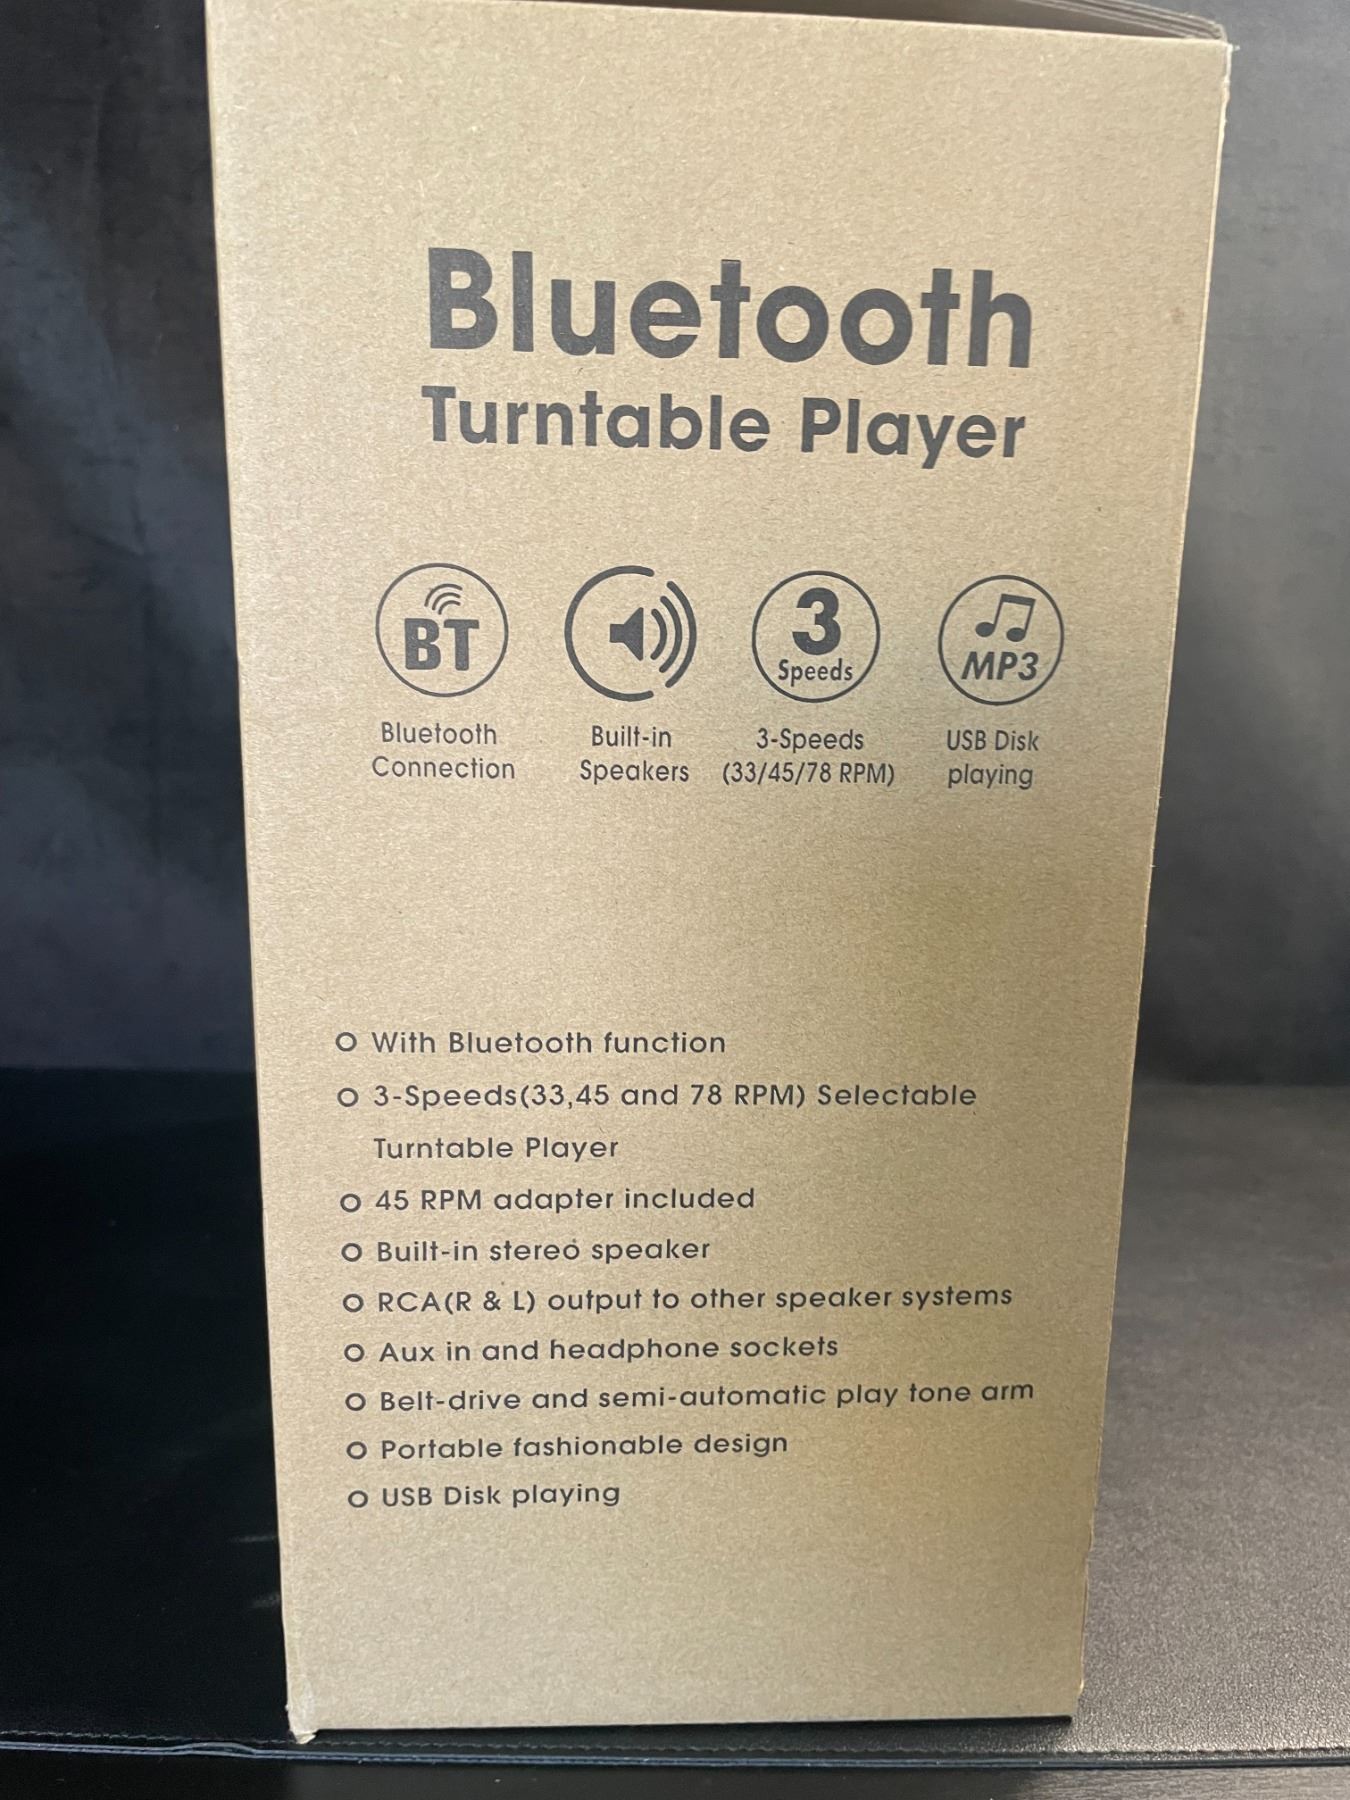 Bluetooth
Turntable Player
BT
3
Speeds
MP3
Bluetooth
Connection
Built-in
Speakers
3-Speeds
(33/45/78 RPM)
USB Disk
playing
With Bluetooth function
3-Speeds(33,45 and 78 RPM) Selectable
Turntable Player
45 RPM adapter included
Built-in stereo speaker
RCA(R & L) output to other speaker systems
Aux in and headphone sockets
Belt-drive and semi-automatic play tone arm
Portable fashionable design
USB Disk playing